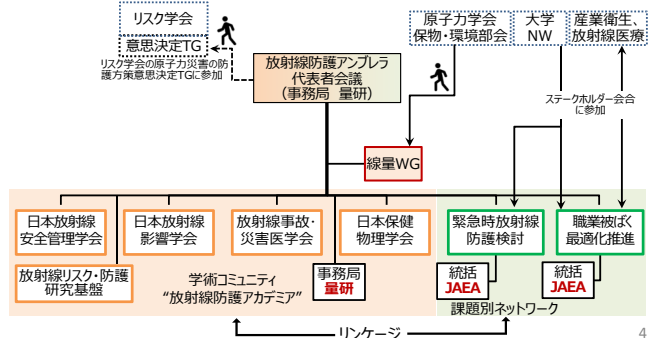 リスク学会
意思決定TG
リスク学会の原子力災害の防
護方策意思決定TGに参加
放射線防護アンブレラ
代表者会議
（事務局 量研）
原子力学会
保物・環境部会
大学
NW
産業衛生、
放射線医療
ステークホルダー会合
に参加
線量WG
日本放射線
安全管理学会
日本放射線
影響学会
放射線事故・
災害医学会
日本保健
物理学会
緊急時放射線
防護検討
職業被ばく
最適化推進
放射線リスク・防護
研究基盤
学術コミュニティ
“放射線防護アカデミア”
事務局
量研
統括
JAEA
統括
JAEA
課題別ネットワーク
リンケージ
4